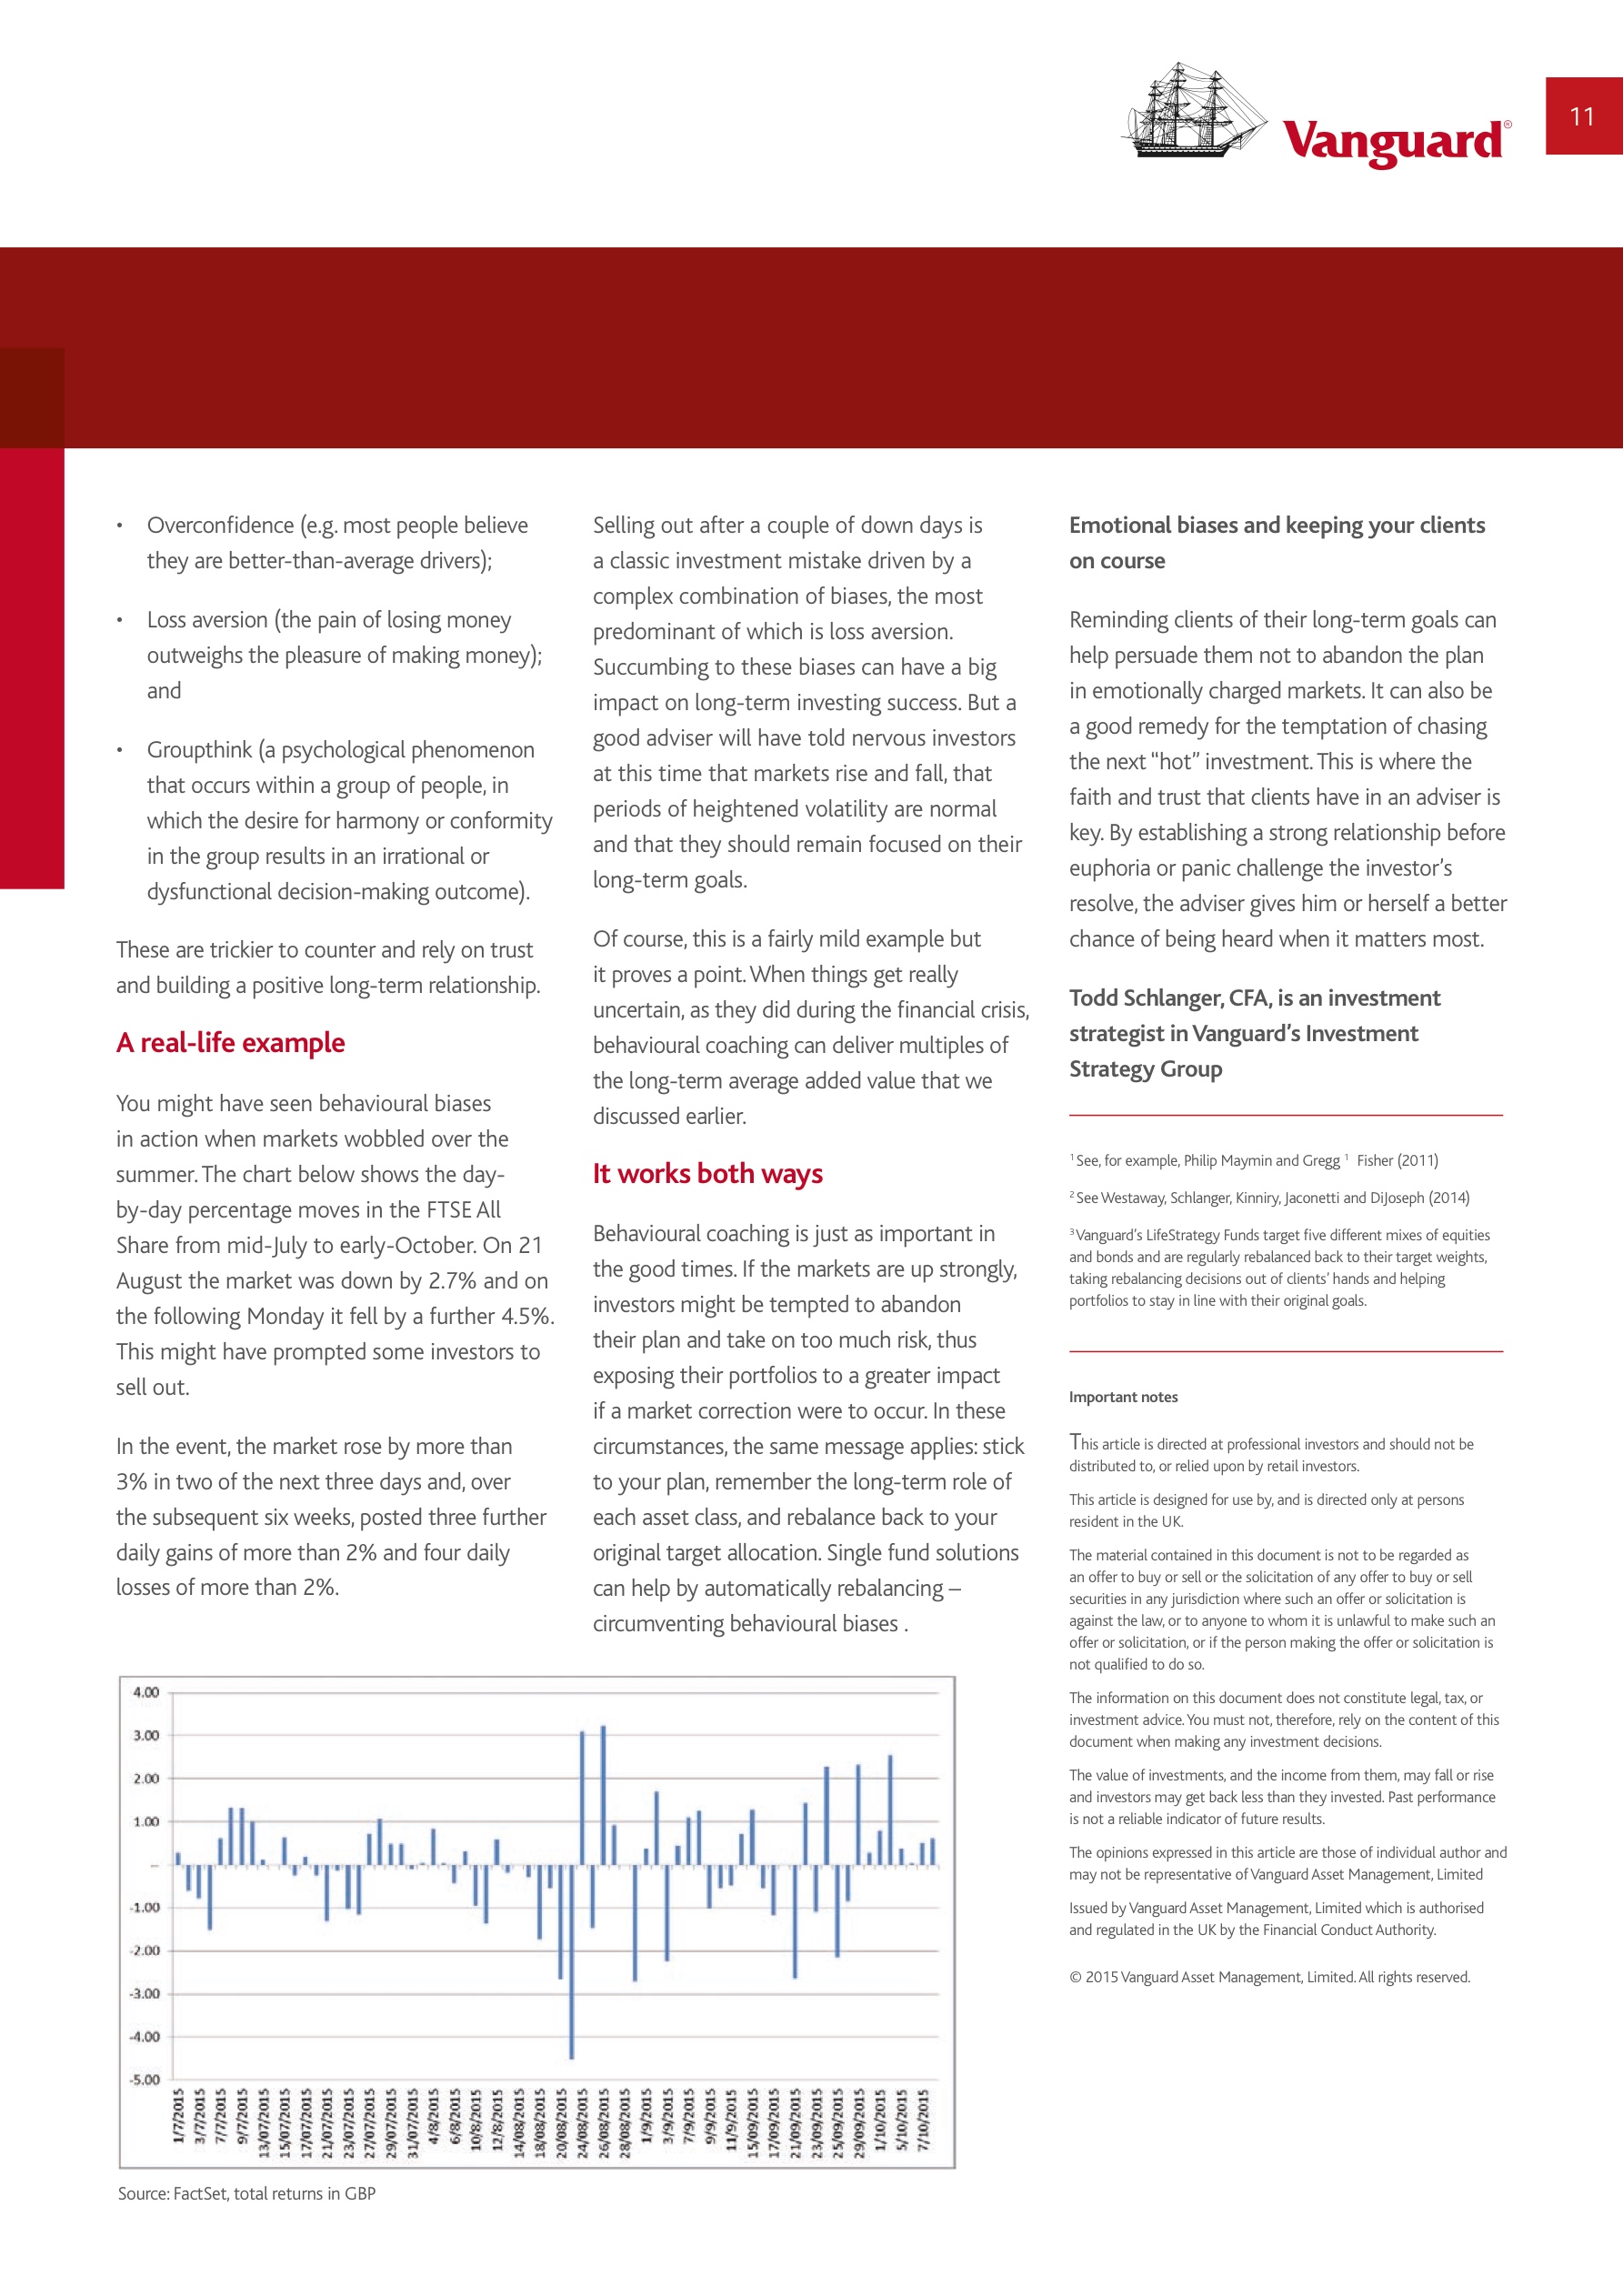 Vanguard®
11
• Overconfidence (e.g. most people believe
they are better-than-average drivers);
• Loss aversion (the pain of losing money
outweighs the pleasure of making money);
and
• Groupthink (a psychological phenomenon
that occurs within a group of people, in
which the desire for harmony or conformity
in the group results in an irrational or
dysfunctional decision-making outcome).
These are trickier to counter and rely on trust
and building a positive long-term relationship.
A real-life example
You might have seen behavioural biases
in action when markets wobbled over the
summer. The chart below shows the day-
by-day percentage moves in the FTSE All
Share from mid-July to early-October. On 21
August the market was down by 2.7% and on
the following Monday it fell by a further 4.5%.
This might have prompted some investors to
sell out.
In the event, the market rose by more than
3% in two of the next three days and, over
the subsequent six weeks, posted three further
daily gains of more than 2% and four daily
losses of more than 2%.
Selling out after a couple of down days is
a classic investment mistake driven by a
complex combination of biases, the most
predominant of which is loss aversion.
Succumbing to these biases can have a big
impact on long-term investing success. But a
good adviser will have told nervous investors
at this time that markets rise and fall, that
periods of heightened volatility are normal
and that they should remain focused on their
long-term goals.
Of course, this is a fairly mild example but
it proves a point. When things get really
uncertain, as they did during the financial crisis,
behavioural coaching can deliver multiples of
the long-term average added value that we
discussed earlier.
It works both ways
Behavioural coaching is just as important in
the good times. If the markets are up strongly,
investors might be tempted to abandon
their plan and take on too much risk, thus
exposing their portfolios to a greater impact
if a market correction were to occur. In these
circumstances, the same message applies: stick
to your plan, remember the long-term role of
each asset class, and rebalance back to your
original target allocation. Single fund solutions
can help by automatically rebalancing –
circumventing behavioural biases .
Emotional biases and keeping your clients
on course
Reminding clients of their long-term goals can
help persuade them not to abandon the plan
in emotionally charged markets. It can also be
a good remedy for the temptation of chasing
the next “hot” investment. This is where the
faith and trust that clients have in an adviser is
key. By establishing a strong relationship before
euphoria or panic challenge the investor’s
resolve, the adviser gives him or herself a better
chance of being heard when it matters most.
Todd Schlanger, CFA, is an investment
strategist in Vanguard’s Investment
Strategy Group
1 See, for example, Philip Maymin and Gregg 1 Fisher (2011)
2 See Westaway, Schlanger, Kinniry, Jaconetti and DiJoseph (2014)
3 Vanguard’s LifeStrategy Funds target five different mixes of equities
and bonds and are regularly rebalanced back to their target weights,
taking rebalancing decisions out of clients’ hands and helping
portfolios to stay in line with their original goals.
Important notes
This article is directed at professional investors and should not be
distributed to, or relied upon by retail investors.
This article is designed for use by, and is directed only at persons
resident in the UK.
The material contained in this document is not to be regarded as
an offer to buy or sell or the solicitation of any offer to buy or sell
securities in any jurisdiction where such an offer or solicitation is
against the law, or to anyone to whom it is unlawful to make such an
offer or solicitation, or if the person making the offer or solicitation is
not qualified to do so.
The information on this document does not constitute legal, tax, or
investment advice. You must not, therefore, rely on the content of this
document when making any investment decisions.
The value of investments, and the income from them, may fall or rise
and investors may get back less than they invested. Past performance
is not a reliable indicator of future results.
The opinions expressed in this article are those of individual author and
may not be representative of Vanguard Asset Management, Limited
Issued by Vanguard Asset Management, Limited which is authorised
and regulated in the UK by the Financial Conduct Authority.
© 2015 Vanguard Asset Management, Limited. All rights reserved.
4.00
3.00
2.00
1.00
–
-1.00
-2.00
-3.00
-4.00
-5.00
1/7/2015
3/7/2015
7/7/2015
9/7/2015
13/07/2015
15/07/2015
17/07/2015
21/07/2015
23/07/2015
27/07/2015
29/07/2015
31/07/2015
4/8/2015
6/8/2015
10/8/2015
12/8/2015
14/08/2015
18/08/2015
20/08/2015
24/08/2015
26/08/2015
28/08/2015
1/9/2015
3/9/2015
7/9/2015
9/9/2015
11/9/2015
15/09/2015
17/09/2015
21/09/2015
23/09/2015
25/09/2015
29/09/2015
1/10/2015
5/10/2015
7/10/2015
Source: FactSet, total returns in GBP